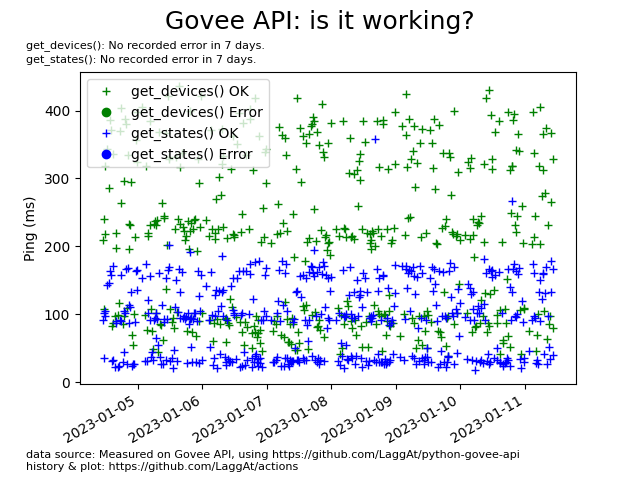 Govee API: is it working?
get_devices(): No recorded error in 7 days.
get_states(): No recorded error in 7 days.
get_devices() OK
get_devices() Error
get_states() OK
get_states() Error
Ping (ms)
400
300
200
100
0
2023-01-05
2023-01-06
2023-01-07
2023-01-08
2023-01-09
2023-01-10
2023-01-11
data source: Measured on Govee API, using https://github.com/LaggAt/python-govee-api
history & plot: https://github.com/LaggAt/actions